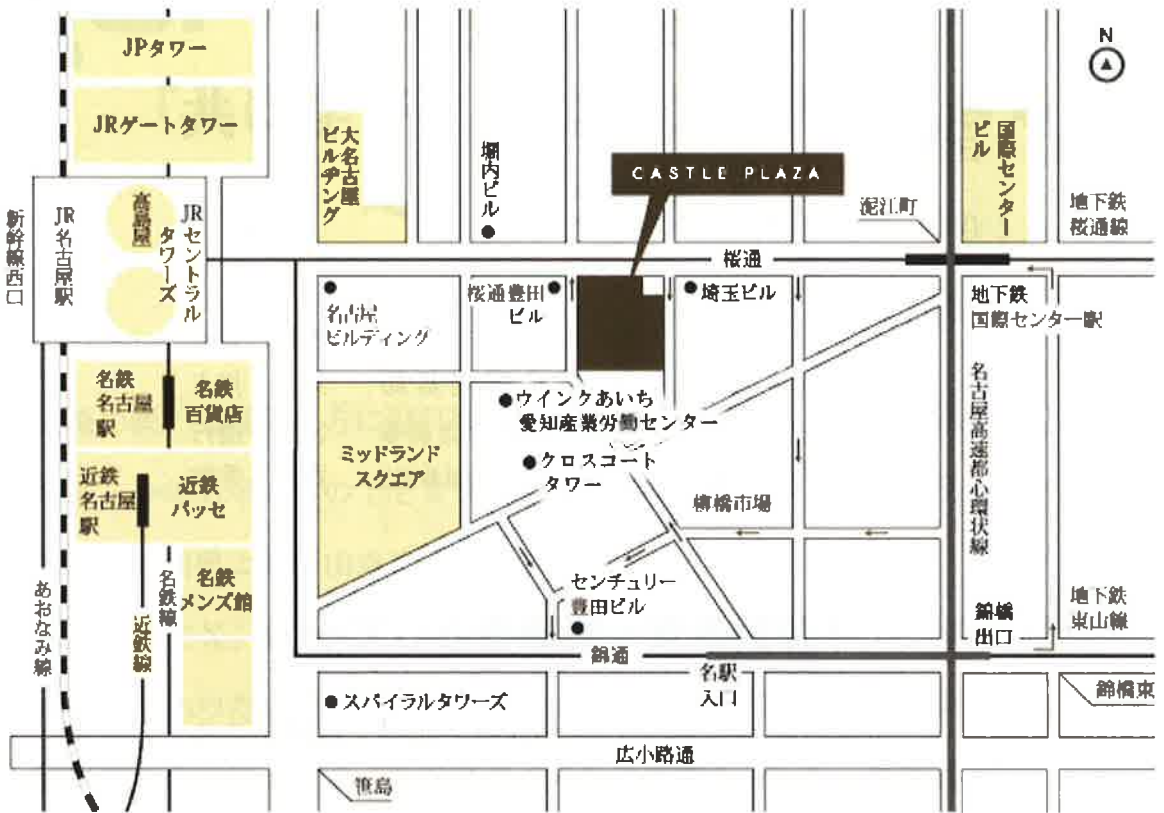 JPタワー
N
JRゲートタワー
大名古屋
ビルヂング
堀内ビル
CASTLE PLAZA
国際センター
ビル
泥江町
地下鉄
桜通線
新幹線西口
JR名古屋駅
高島屋
JRセントラル
タワーズ
桜通
名古屋
ビルディング
桜通豊田
ビル
埼玉ビル
地下鉄
国際センター駅
名鉄
名古屋
駅
名鉄
百貨店
ウインクあいち
愛知産業労働センター
ミッドランド
スクエア
クロスコート
タワー
名古屋高速都心環状線
近鉄
名古屋
駅
近鉄
パッセ
柳橋市場
あおなみ線
近鉄線
名鉄線
名鉄
メンズ館
センチュリー
豊田ビル
錦橋
出口
地下鉄
東山線
錦通
名駅
入口
スパイラルタワーズ
錦橋東
広小路通
笹島